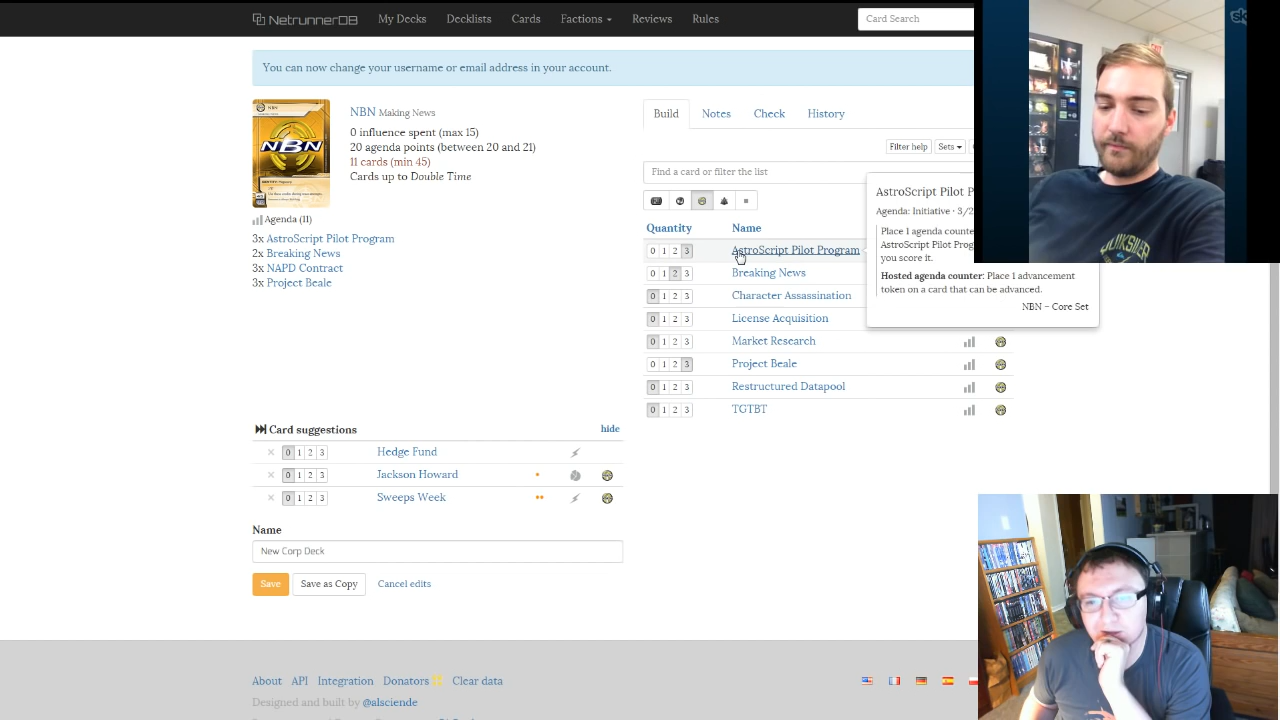 NetrunnerDB
My Decks
Decklists
Cards
Factions
Reviews
Rules
Card Search
You can now change your username or email address in your account.
NBN
NBN Making News
0 influence spent (max 15)
20 agenda points (between 20 and 21)
11 cards (min 45)
Cards up to Double Time
Agenda (11)
3x AstroScript Pilot Program
2x Breaking News
3x NAPD Contract
3x Project Beale
Build
Notes
Check
History
Filter help
Sets
Find a card or filter the list
Quantity
Name
0 1 2 3 AstroScript Pilot Program
0 1 2 3 Breaking News
0 1 2 3 Character Assassination
0 1 2 3 License Acquisition
0 1 2 3 Market Research
0 1 2 3 Project Beale
0 1 2 3 Restructured Datapool
0 1 2 3 TGTBT
AstroScript Pilot P
Agenda: Initiative · 3/2
Place 1 agenda counte
AstroScript Pilot Prog
you score it.
Hosted agenda counter: Place 1 advancement
token on a card that can be advanced.
NBN – Core Set
Card suggestions
hide
0 1 2 3 Hedge Fund
0 1 2 3 Jackson Howard
0 1 2 3 Sweeps Week
Name
New Corp Deck
Save
Save as Copy
Cancel edits
About
API
Integration
Donators
Clear data
Designed and built by @alsciende
sk
EXIT
QUIKSILVER